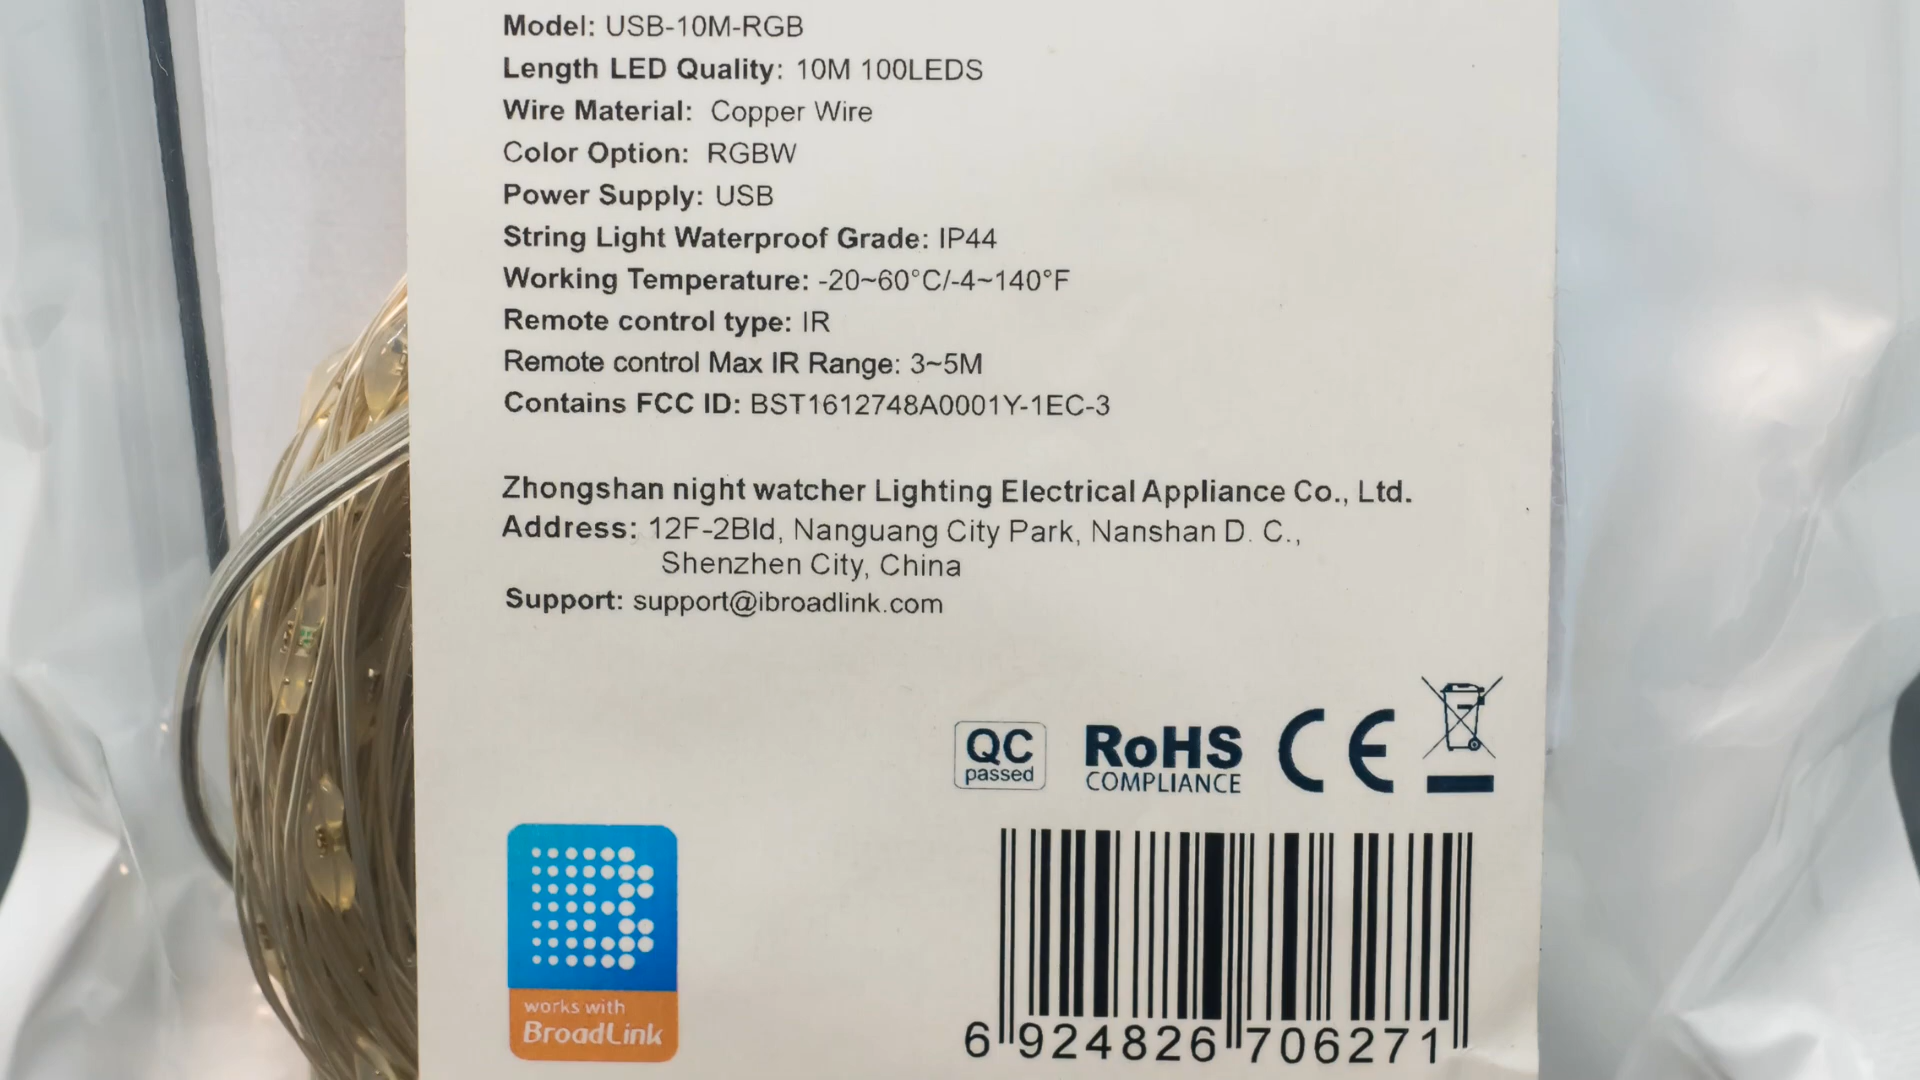 Model: USB-10M-RGB
Length LED Quality: 10M 100LEDS
Wire Material: Copper Wire
Color Option: RGBW
Power Supply: USB
String Light Waterproof Grade: IP44
Working Temperature: -20~60°C/-4~140°F
Remote control type: IR
Remote control Max IR Range: 3~5M
Contains FCC ID: BST1612748A0001Y-1EC-3
Zhongshan night watcher Lighting Electrical Appliance Co., Ltd.
Address: 12F-2Bld, Nanguang City Park, Nanshan D. C.,
Shenzhen City, China
Support: support@ibroadlink.com
QC
passed
RoHS
COMPLIANCE
CE
B
works with
BroadLink
6 924826 706271